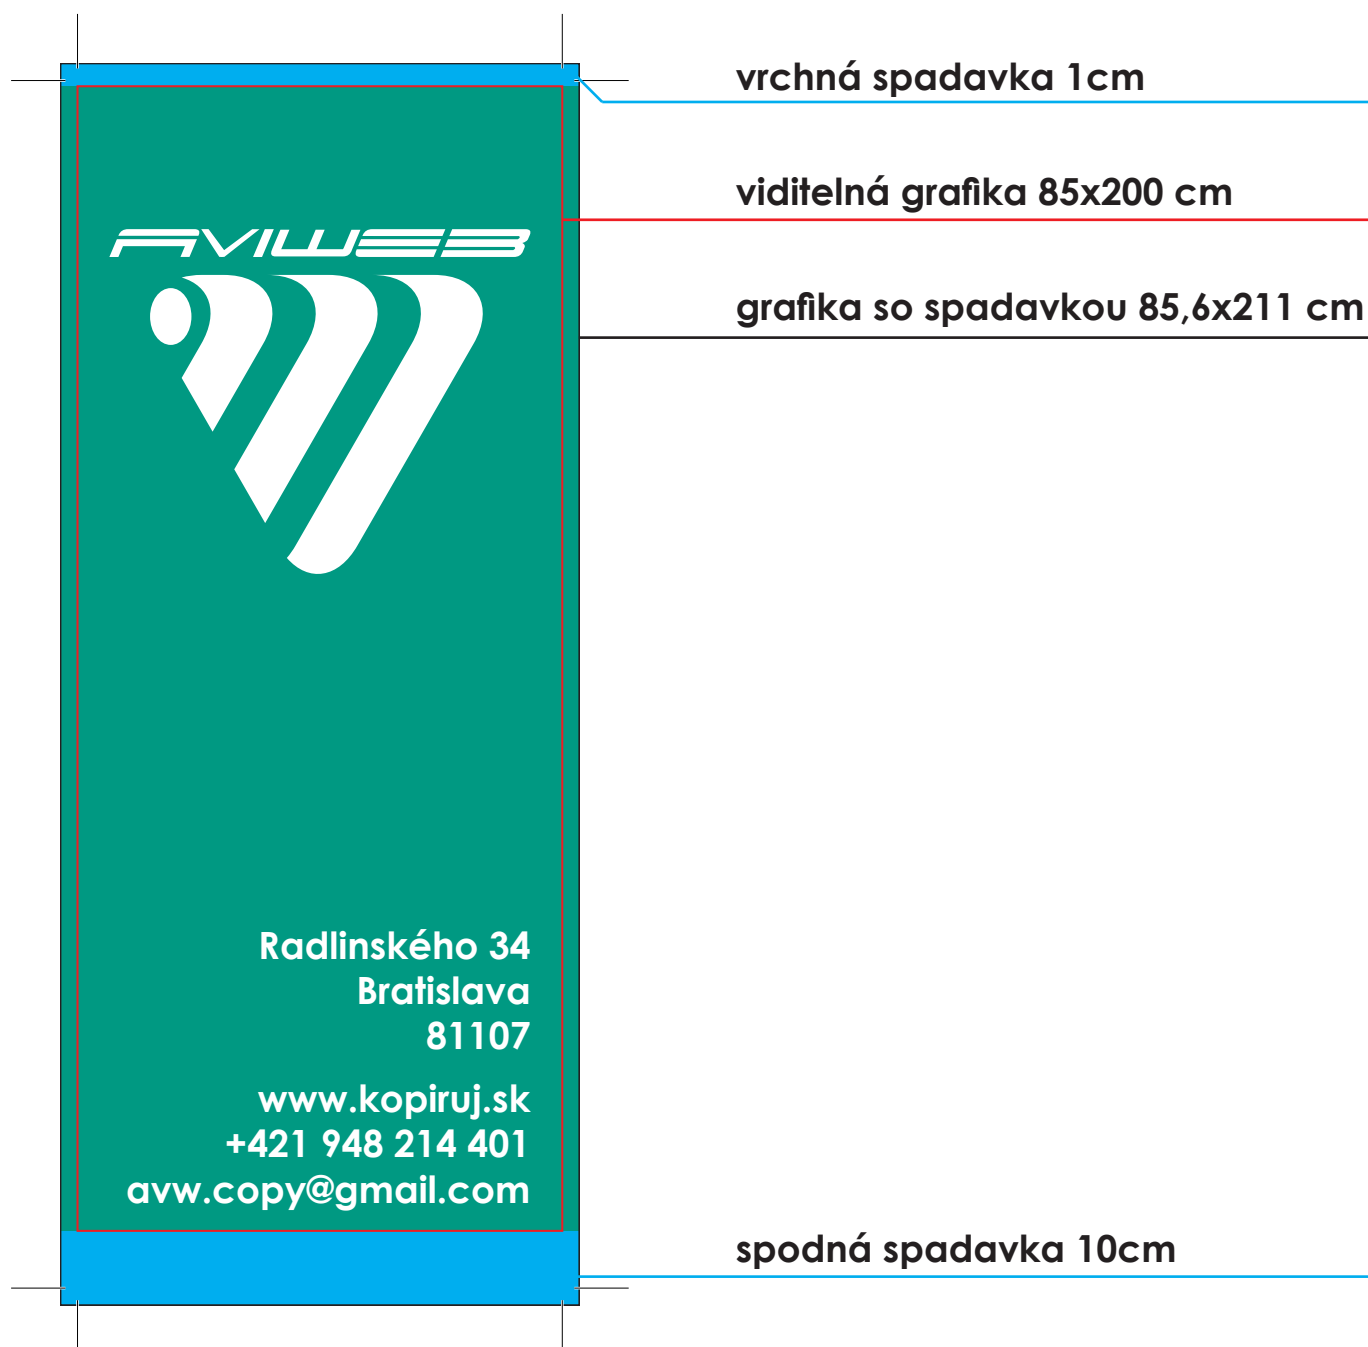 vrchná spadavka 1cm
viditelná grafika 85x200 cm
AVIWEB
grafika so spadavkou 85,6x211 cm
Radlinského 34
Bratislava
81107
www.kopiruj.sk
+421 948 214 401
avw.copy@gmail.com
spodná spadavka 10cm